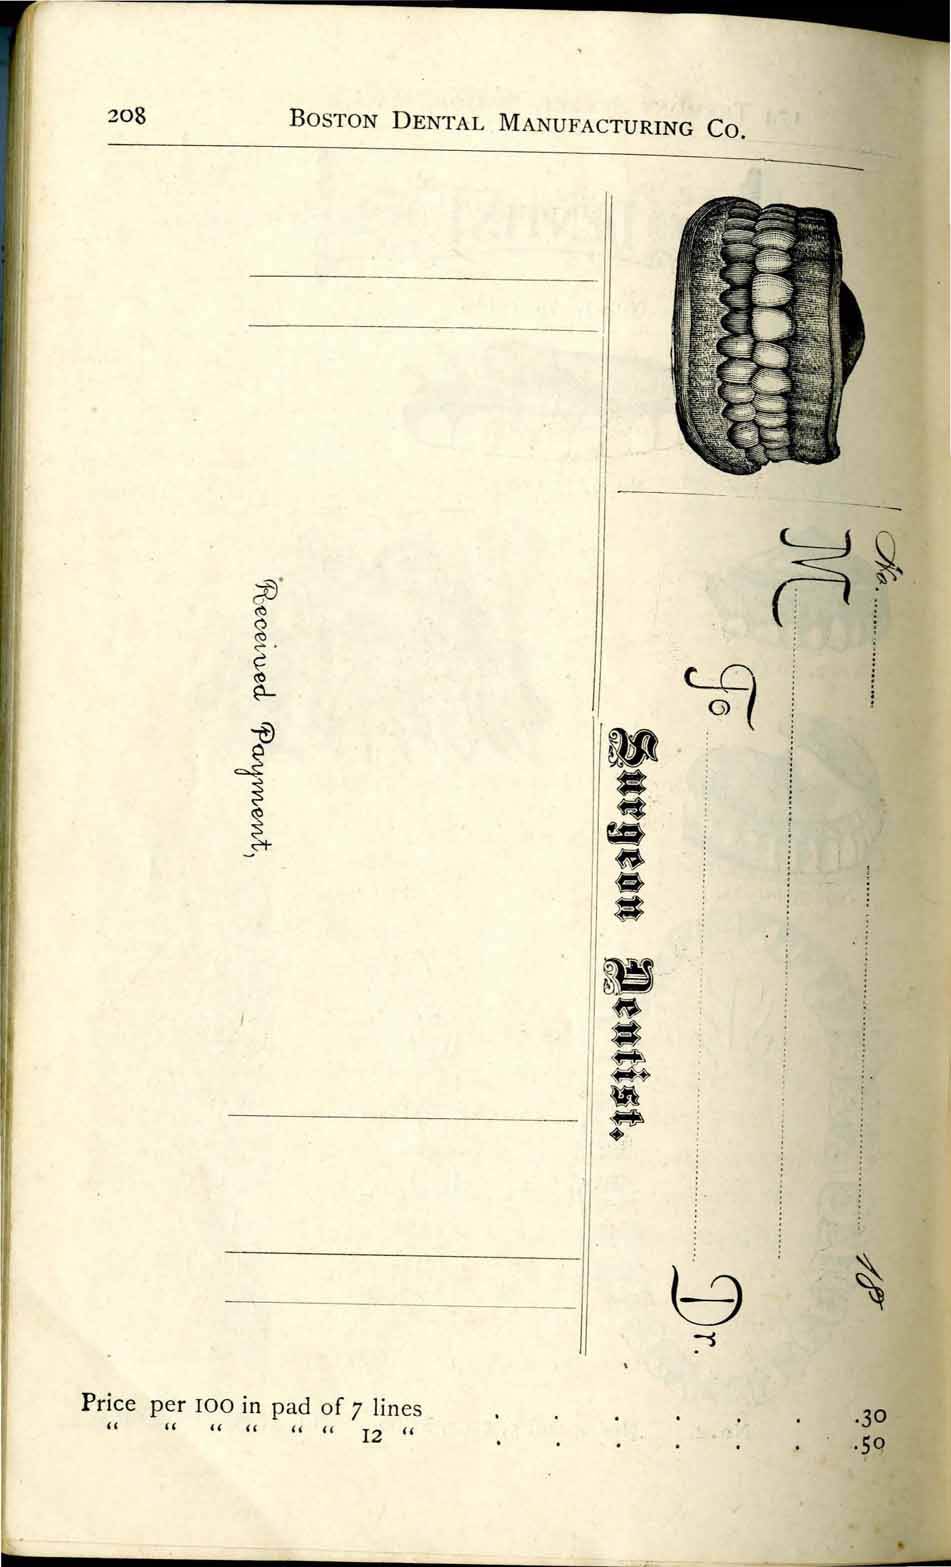 208 BOSTON DENTAL MANUFACTURING CO.
No. 18
M
To Dr.
Surgeon Dentist.
Received Payment,
Price per 100 in pad of 7 lines . . . . . . .30
“ “ “ “ “ “ 12 “ . . . . . . .50